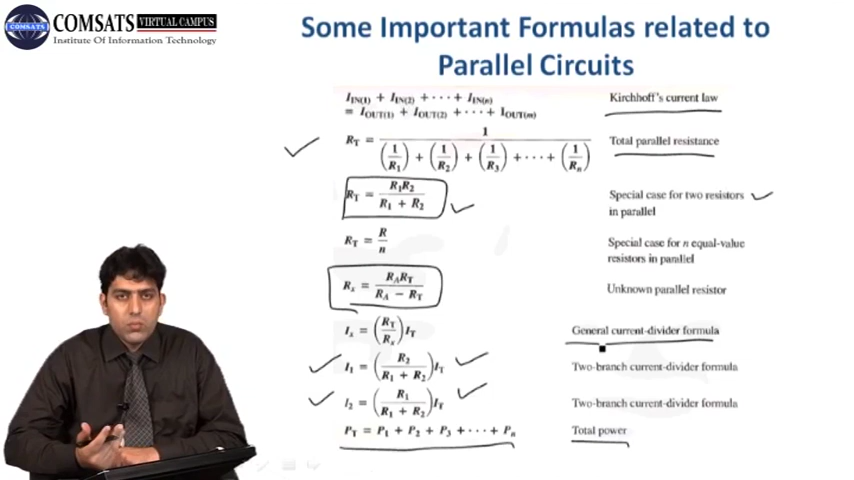 COMSATS VIRTUAL CAMPUS
Institute Of Information Technology
Some Important Formulas related to
Parallel Circuits
I_IN(1) + I_IN(2) + · · · + I_IN(n)
= I_OUT(1) + I_OUT(2) + · · · + I_OUT(m)
Kirchhoff's current law
R_T = 1 / ((1/R_1) + (1/R_2) + (1/R_3) + · · · + (1/R_n))
Total parallel resistance
R_T = R_1R_2 / (R_1 + R_2)
Special case for two resistors
in parallel
R_T = R / n
Special case for n equal-value
resistors in parallel
R_x = R_AR_T / (R_A − R_T)
Unknown parallel resistor
I_x = (R_T / R_x) I_T
General current-divider formula
I_1 = (R_2 / (R_1 + R_2)) I_T
Two-branch current-divider formula
I_2 = (R_1 / (R_1 + R_2)) I_T
Two-branch current-divider formula
P_T = P_1 + P_2 + P_3 + · · · + P_n
Total power